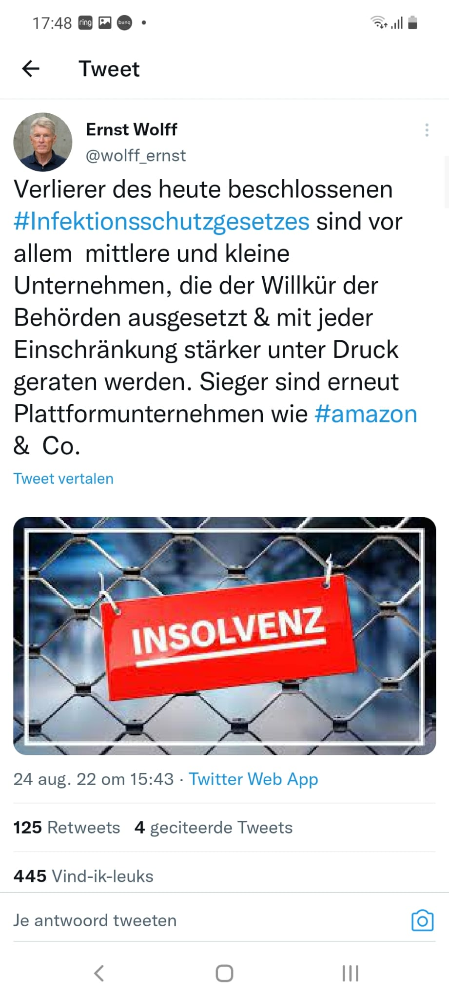 17:48 ring bunq
Tweet
Ernst Wolff
@wolff_ernst
Verlierer des heute beschlossenen
#Infektionsschutzgesetzes sind vor
allem  mittlere und kleine
Unternehmen, die der Willkür der
Behörden ausgesetzt & mit jeder
Einschränkung stärker unter Druck
geraten werden. Sieger sind erneut
Plattformunternehmen wie #amazon
&  Co.
Tweet vertalen
INSOLVENZ
24 aug. 22 om 15:43 · Twitter Web App
125 Retweets 4 geciteerde Tweets
445 Vind-ik-leuks
Je antwoord tweeten